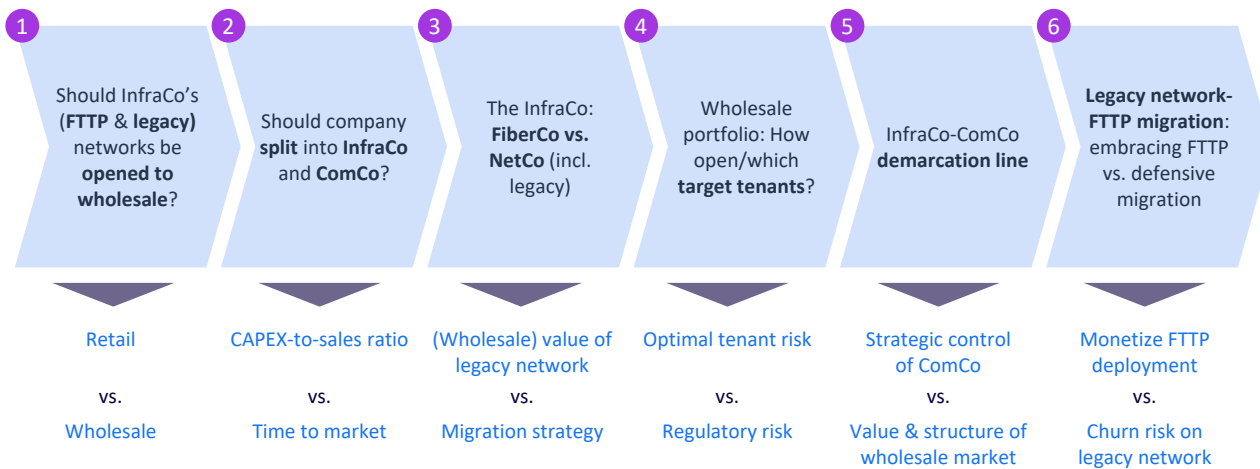 1
Should InfraCo's
(FTTP & legacy)
networks be
opened to
wholesale?
Retail
vs.
Wholesale
2
Should company
split into InfraCo
and ComCo?
CAPEX-to-sales ratio
vs.
Time to market
3
The InfraCo:
FiberCo vs.
NetCo (incl.
legacy)
(Wholesale) value of
legacy network
vs.
Migration strategy
4
Wholesale
portfolio: How
open/which
target tenants?
Optimal tenant risk
vs.
Regulatory risk
5
InfraCo-ComCo
demarcation line
Strategic control
of ComCo
vs.
Value & structure of
wholesale market
6
Legacy network-
FTTP migration:
embracing FTTP
vs. defensive
migration
Monetize FTTP
deployment
vs.
Churn risk on
legacy network